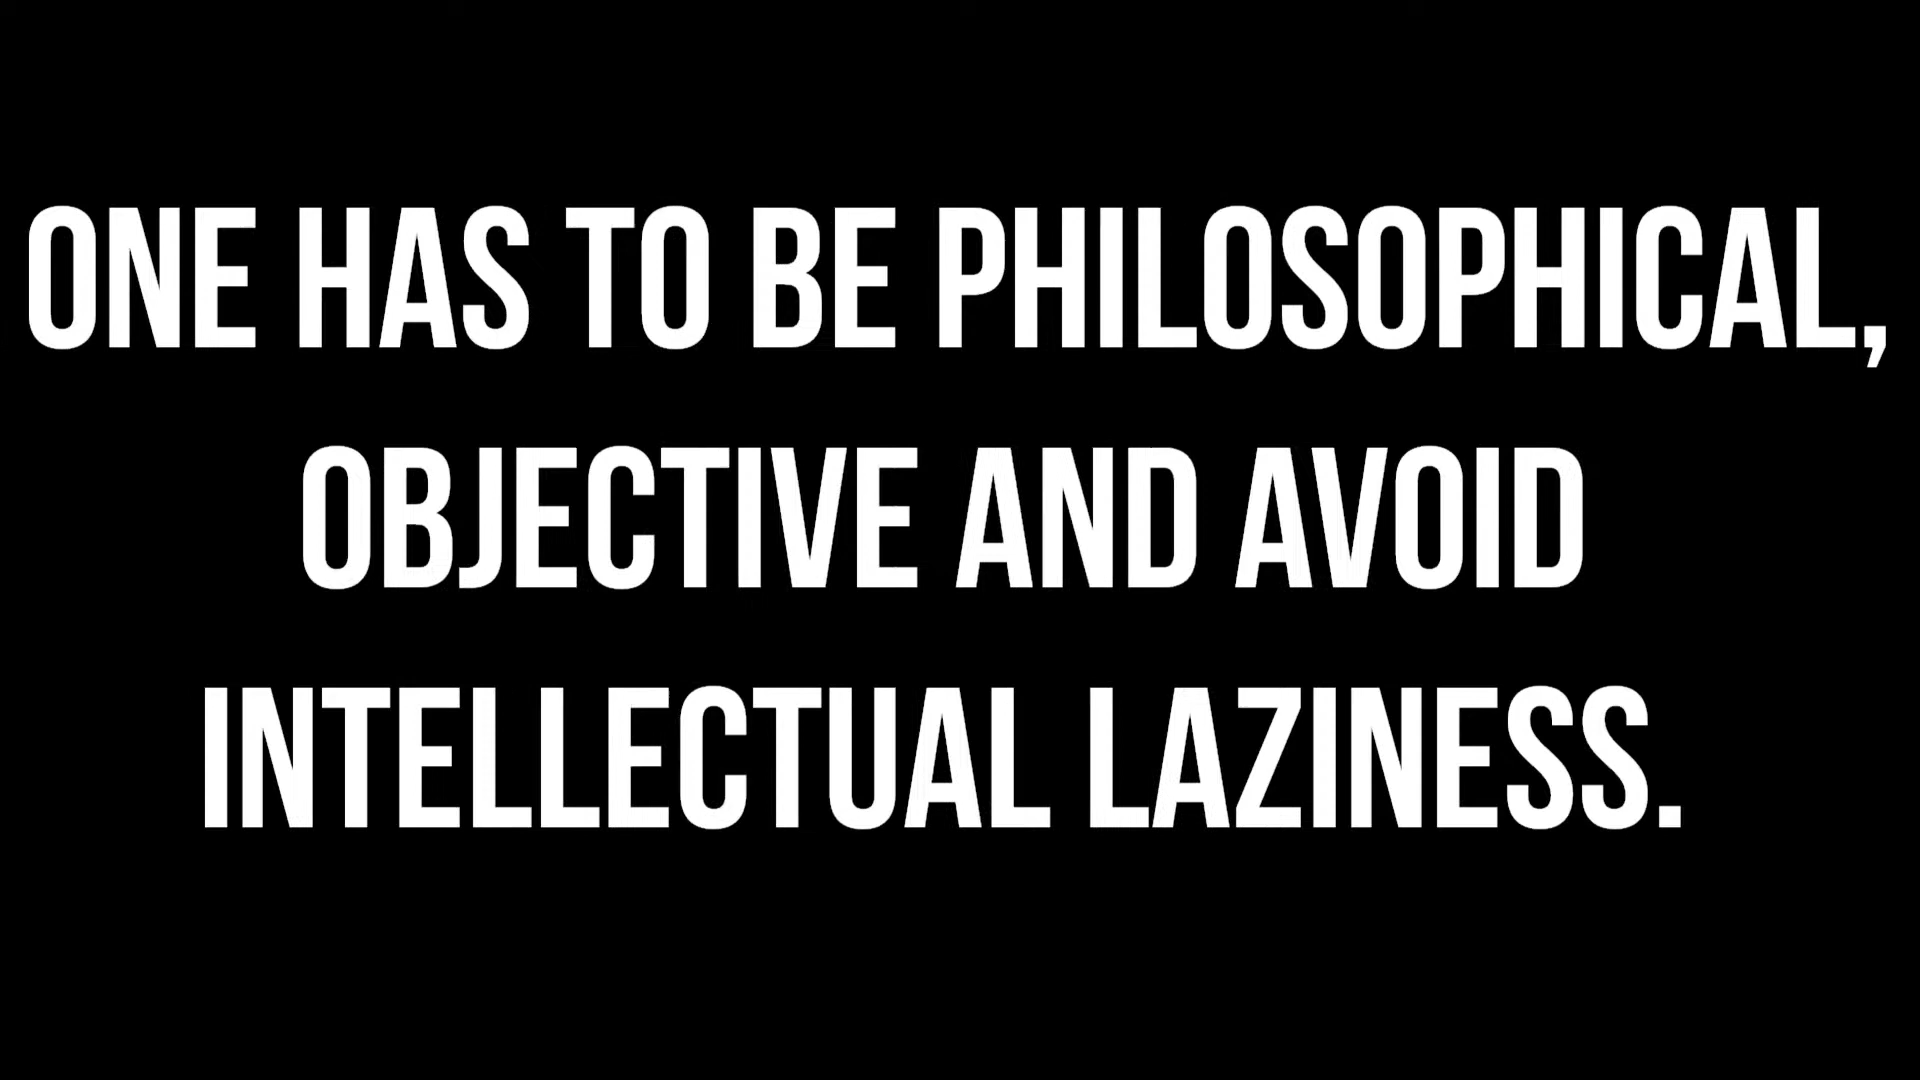 ONE HAS TO BE PHILOSOPHICAL,
OBJECTIVE AND AVOID
INTELLECTUAL LAZINESS.